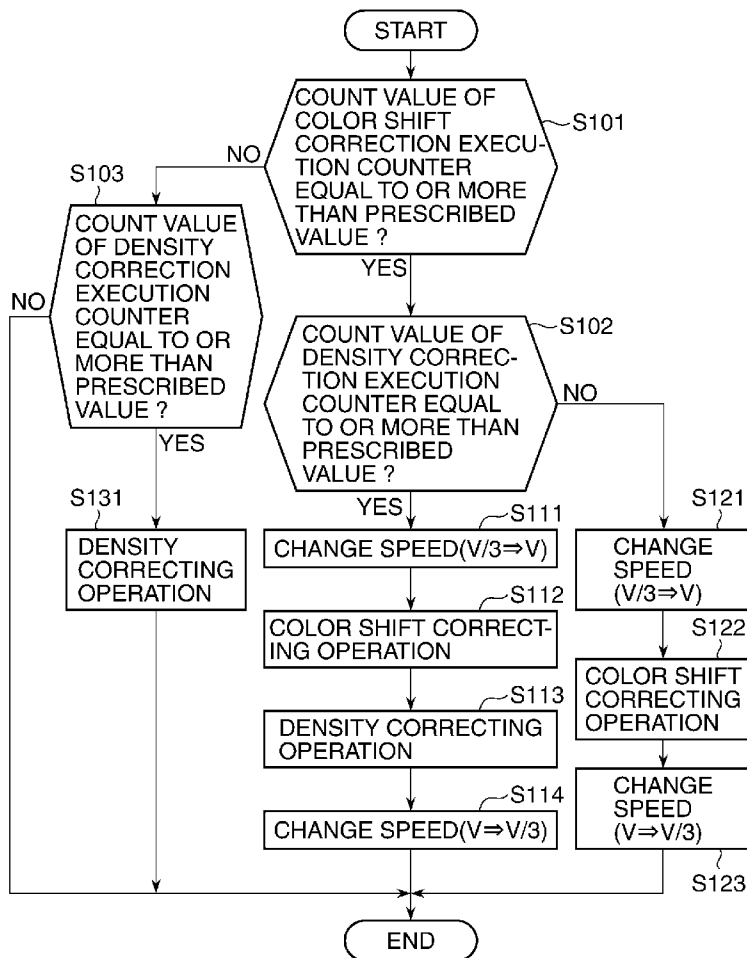 START
COUNT VALUE OF
COLOR SHIFT
CORRECTION EXECU-
TION COUNTER
EQUAL TO OR MORE
THAN PRESCRIBED
VALUE ?
S101
NO
YES
S103
COUNT VALUE
OF DENSITY
CORRECTION
EXECUTION
COUNTER
EQUAL TO OR
MORE THAN
PRESCRIBED
VALUE ?
NO
YES
S102
COUNT VALUE OF
DENSITY CORREC-
TION EXECUTION
COUNTER EQUAL
TO OR MORE THAN
PRESCRIBED
VALUE ?
NO
YES
S131
DENSITY
CORRECTING
OPERATION
S111
CHANGE SPEED(V/3⇒V)
S112
COLOR SHIFT CORRECT-
ING OPERATION
S113
DENSITY CORRECTING
OPERATION
S114
CHANGE SPEED(V⇒V/3)
S121
CHANGE
SPEED
(V/3⇒V)
S122
COLOR SHIFT
CORRECTING
OPERATION
CHANGE
SPEED
(V⇒V/3)
S123
END